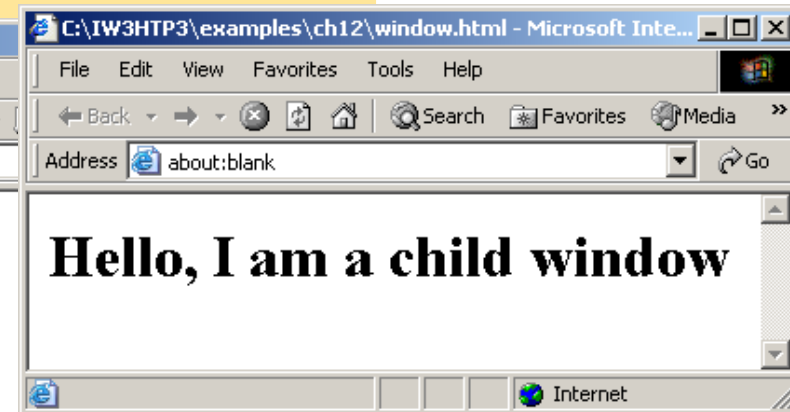 C:\IW3HTP3\examples\ch12\window.html - Microsoft Inte...
File Edit View Favorites Tools Help
Back Search Favorites Media »
Address about:blank Go
Hello, I am a child window
Internet